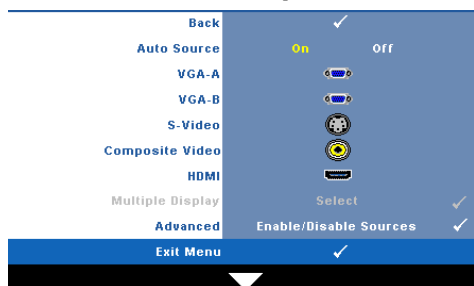 Back
Auto Source On Off
VGA-A
VGA-B
S-Video
Composite Video
HDMI
Multiple Display Select
Advanced Enable/Disable Sources
Exit Menu